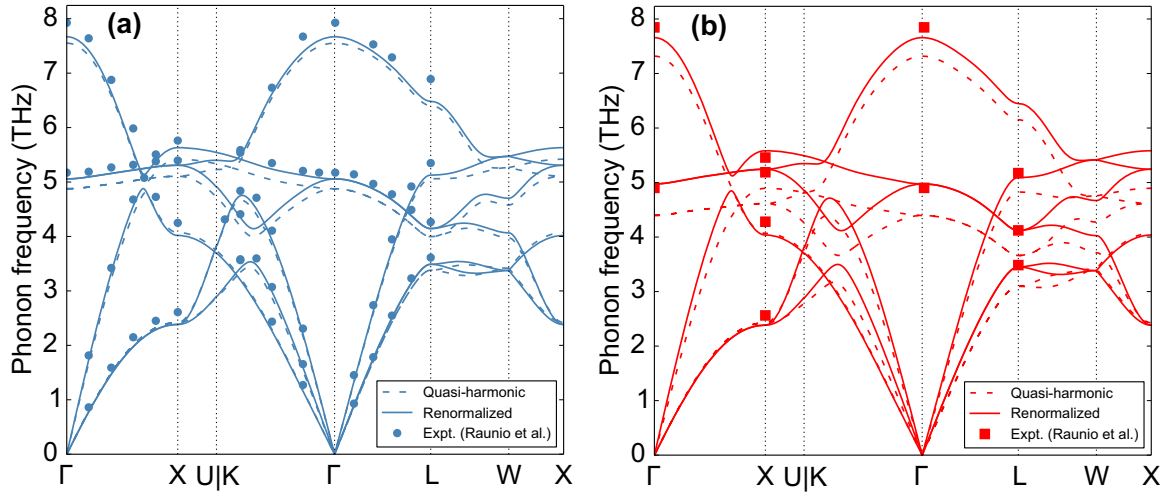 (a)
Phonon frequency (THz)
8
7
6
5
4
3
2
1
0
Quasi-harmonic
Renormalized
Expt. (Raunio et al.)
Γ X U|K Γ L W X
(b)
Phonon frequency (THz)
8
7
6
5
4
3
2
1
0
Quasi-harmonic
Renormalized
Expt. (Raunio et al.)
Γ X U|K Γ L W X